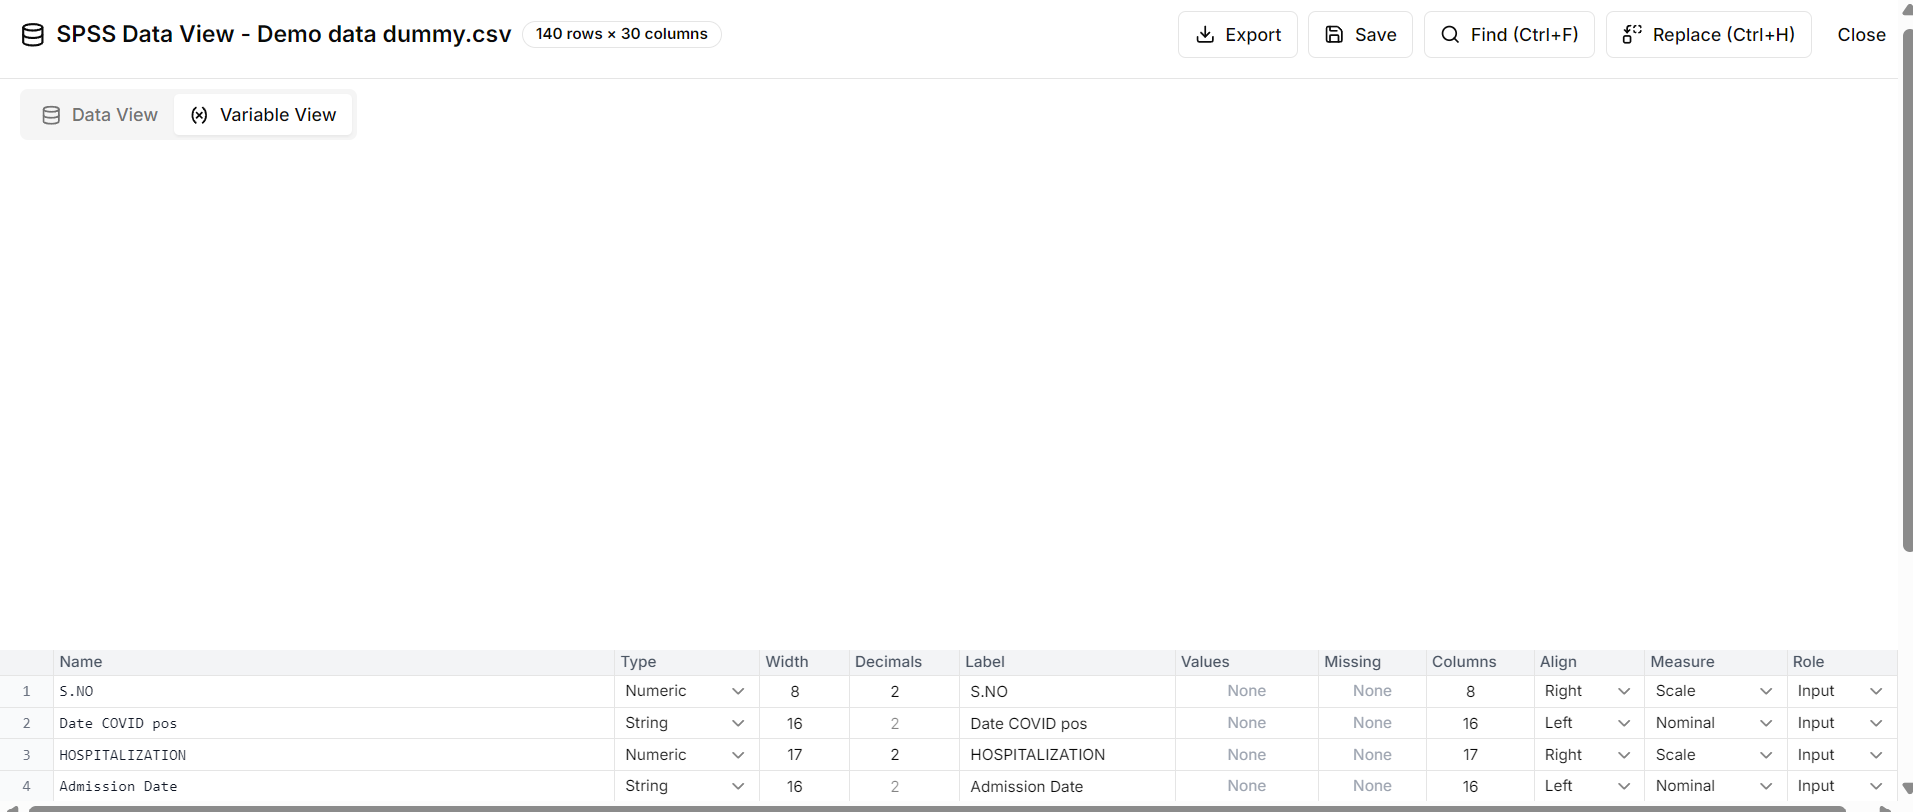 SPSS Data View - Demo data dummy.csv 140 rows × 30 columns Export Save Find (Ctrl+F) Replace (Ctrl+H) Close
Data View Variable View
Name Type Width Decimals Label Values Missing Columns Align Measure Role
1 S.NO Numeric 8 2 S.NO None None 8 Right Scale Input
2 Date COVID pos String 16 2 Date COVID pos None None 16 Left Nominal Input
3 HOSPITALIZATION Numeric 17 2 HOSPITALIZATION None None 17 Right Scale Input
4 Admission Date String 16 2 Admission Date None None 16 Left Nominal Input